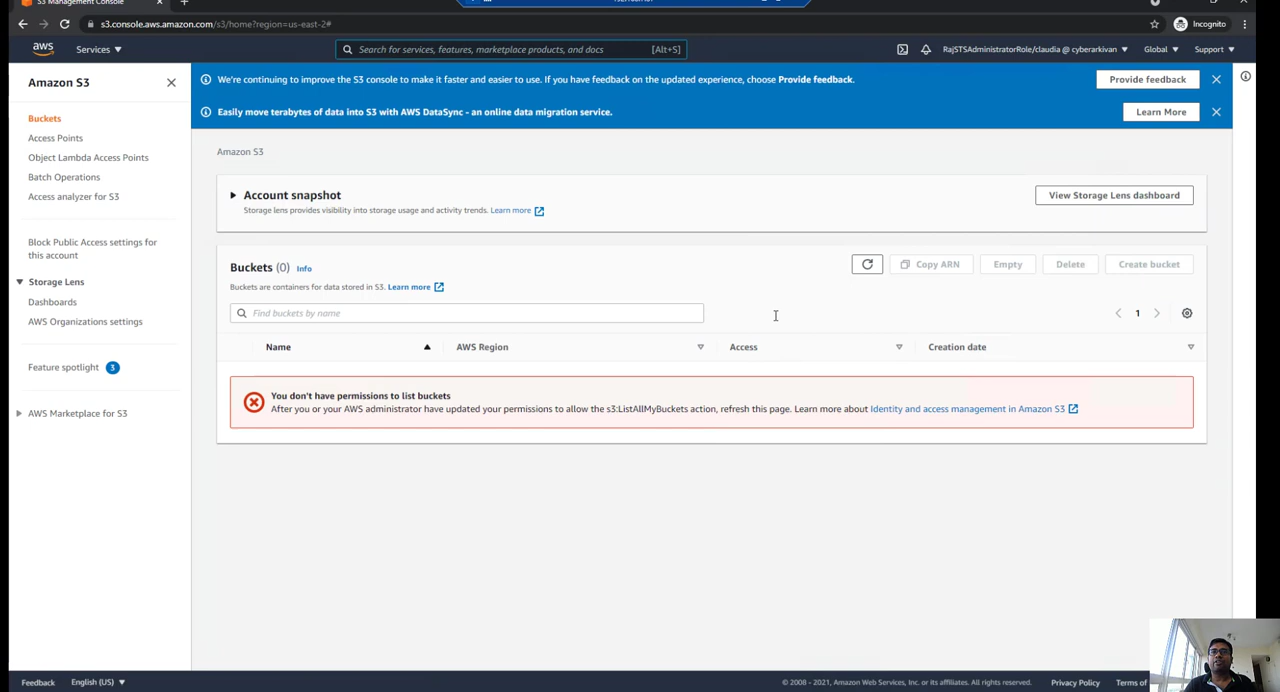 S3 Management Console
s3.console.aws.amazon.com/s3/home?region=us-east-2#
Incognito
aws
Services
Search for services, features, marketplace products, and docs
[Alt+S]
RajSTSAdministratorRole/claudia @ cyberarkivan
Global
Support
Amazon S3
We're continuing to improve the S3 console to make it faster and easier to use. If you have feedback on the updated experience, choose Provide feedback.
Provide feedback
Easily move terabytes of data into S3 with AWS DataSync - an online data migration service.
Learn More
Buckets
Access Points
Object Lambda Access Points
Batch Operations
Access analyzer for S3
Block Public Access settings for
this account
Storage Lens
Dashboards
AWS Organizations settings
Feature spotlight 3
AWS Marketplace for S3
Amazon S3
Account snapshot
Storage lens provides visibility into storage usage and activity trends. Learn more
View Storage Lens dashboard
Buckets (0) Info
Buckets are containers for data stored in S3. Learn more
Copy ARN
Empty
Delete
Create bucket
Find buckets by name
1
Name
AWS Region
Access
Creation date
You don't have permissions to list buckets
After you or your AWS administrator have updated your permissions to allow the s3:ListAllMyBuckets action, refresh this page. Learn more about Identity and access management in Amazon S3
Feedback
English (US)
© 2008 - 2021, Amazon Web Services, Inc. or its affiliates. All rights reserved.
Privacy Policy
Terms of